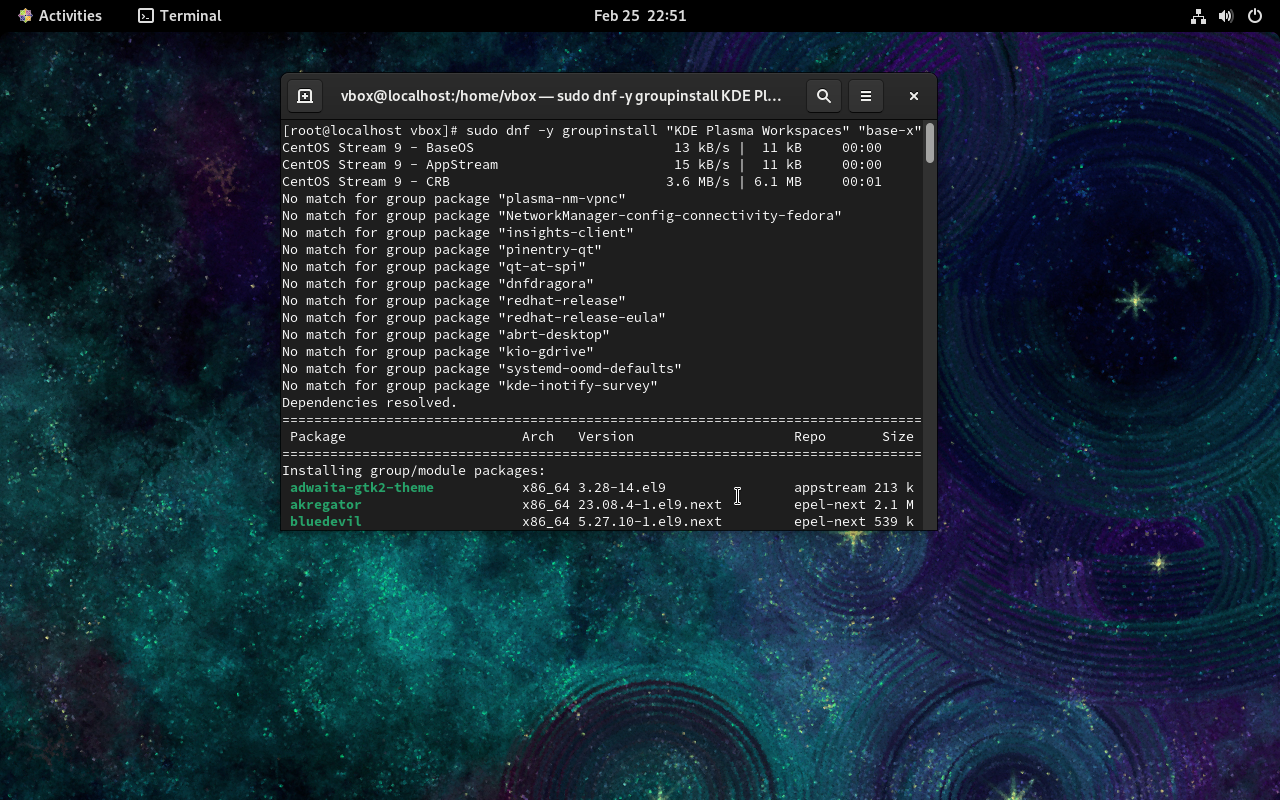 Activities Terminal Feb 25 22:51
vbox@localhost:/home/vbox — sudo dnf -y groupinstall KDE Pl…
[root@localhost vbox]# sudo dnf -y groupinstall "KDE Plasma Workspaces" "base-x"
CentOS Stream 9 - BaseOS 13 kB/s | 11 kB 00:00
CentOS Stream 9 - AppStream 15 kB/s | 11 kB 00:00
CentOS Stream 9 - CRB 3.6 MB/s | 6.1 MB 00:01
No match for group package "plasma-nm-vpnc"
No match for group package "NetworkManager-config-connectivity-fedora"
No match for group package "insights-client"
No match for group package "pinentry-qt"
No match for group package "qt-at-spi"
No match for group package "dnfdragora"
No match for group package "redhat-release"
No match for group package "redhat-release-eula"
No match for group package "abrt-desktop"
No match for group package "kio-gdrive"
No match for group package "systemd-oomd-defaults"
No match for group package "kde-inotify-survey"
Dependencies resolved.
================================================================================
Package Arch Version Repo Size
================================================================================
Installing group/module packages:
adwaita-gtk2-theme x86_64 3.28-14.el9 appstream 213 k
akregator x86_64 23.08.4-1.el9.next epel-next 2.1 M
bluedevil x86_64 5.27.10-1.el9.next epel-next 539 k